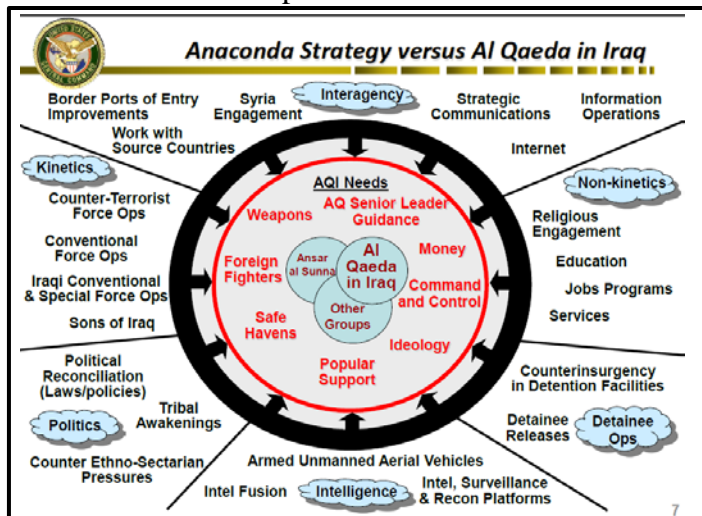 Anaconda Strategy versus Al Qaeda in Iraq
Interagency
Border Ports of Entry
Improvements
Work with
Source Countries
Syria
Engagement
Strategic
Communications
Information
Operations
Internet
Kinetics
Counter-Terrorist
Force Ops
Conventional
Force Ops
Iraqi Conventional
& Special Force Ops
Sons of Iraq
Non-kinetics
Religious
Engagement
Education
Jobs Programs
Services
AQI Needs
Weapons
AQ Senior Leader
Guidance
Money
Foreign
Fighters
Command
and Control
Safe
Havens
Ideology
Popular
Support
Ansar
al Sunna
Al
Qaeda
in Iraq
Other
Groups
Political
Reconciliation
(Laws/policies)
Tribal
Awakenings
Politics
Counter Ethno-Sectarian
Pressures
Counterinsurgency
in Detention Facilities
Detainee
Releases
Detainee
Ops
Armed Unmanned Aerial Vehicles
Intel Fusion
Intelligence
Intel, Surveillance
& Recon Platforms
7